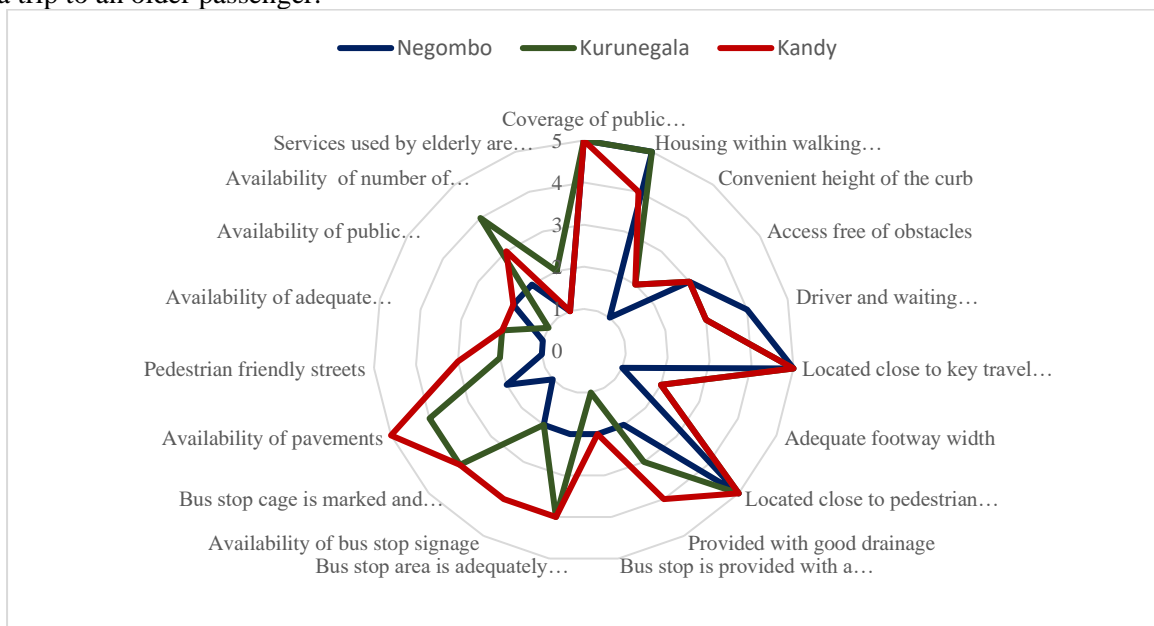 a trip to an older passenger.
Negombo Kurunegala Kandy
Coverage of public…
Services used by elderly are…
Housing within walking…
Availability of number of…
Convenient height of the curb
Availability of public…
Access free of obstacles
Availability of adequate…
Driver and waiting…
Pedestrian friendly streets
Located close to key travel…
Availability of pavements
Adequate footway width
Bus stop cage is marked and…
Located close to pedestrian…
Availability of bus stop signage
Provided with good drainage
Bus stop area is adequately…
Bus stop is provided with a…
5
4
3
2
1
0